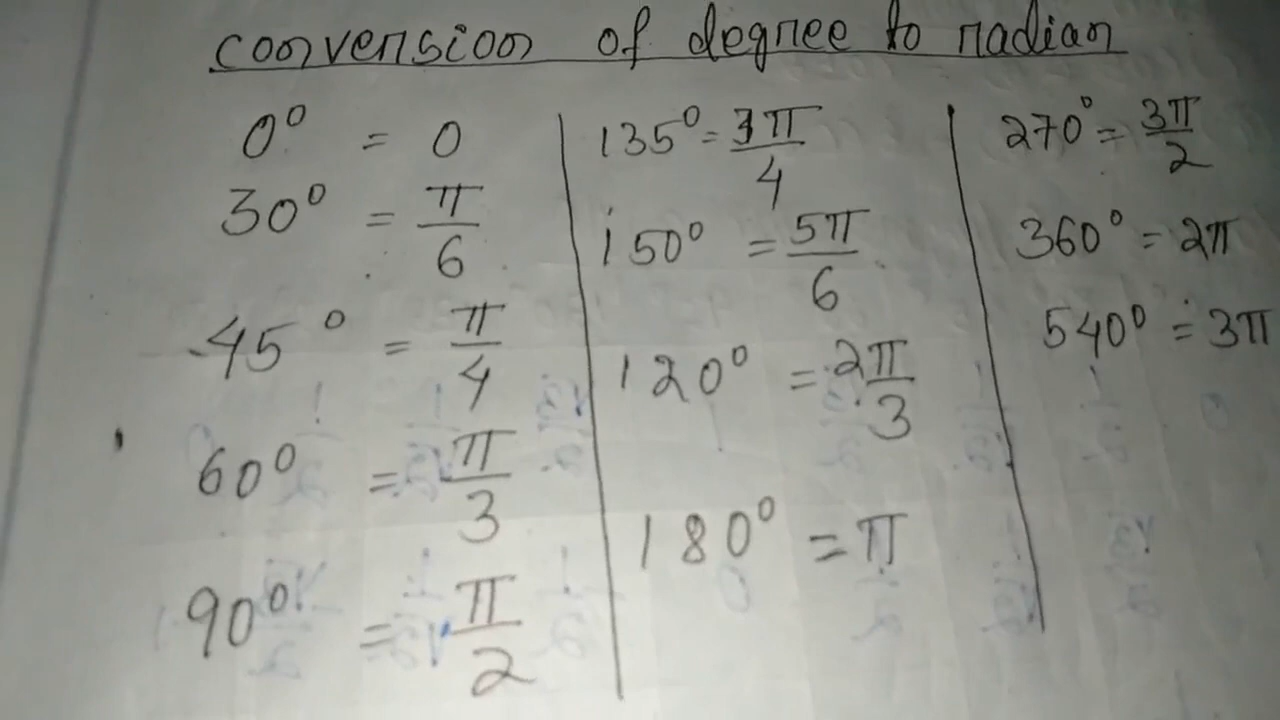 conversion of degree to radian
0° = 0
30° = π/6
45° = π/4
60° = π/3
90° = π/2
135° = 3π/4
150° = 5π/6
120° = 2π/3
180° = π
270° = 3π/2
360° = 2π
540° = 3π